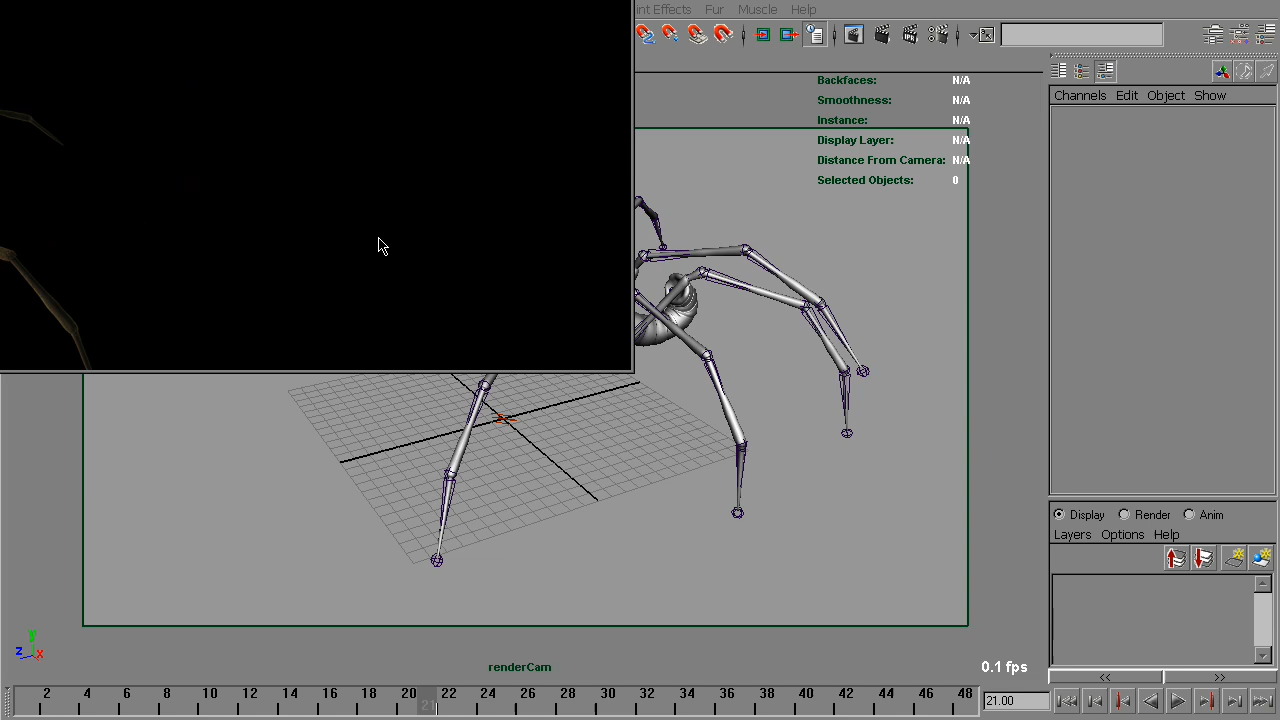 int Effects Fur Muscle Help
Channels Edit Object Show
Backfaces: N/A
Smoothness: N/A
Instance: N/A
Display Layer: N/A
Distance From Camera: N/A
Selected Objects: 0
Display Render Anim
Layers Options Help
y
z x
renderCam
0.1 fps
<< >>
2 4 6 8 10 12 14 16 18 20 21 22 24 26 28 30 32 34 36 38 40 42 44 46 48
21.00